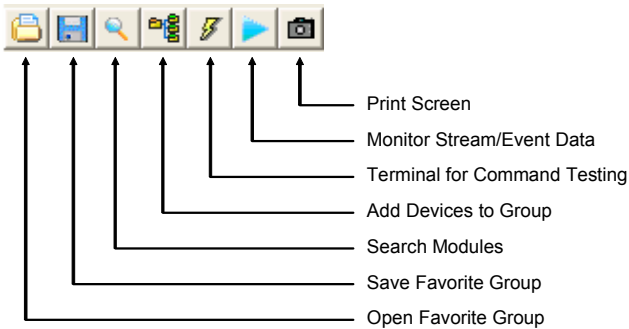 Print Screen
Monitor Stream/Event Data
Terminal for Command Testing
Add Devices to Group
Search Modules
Save Favorite Group
Open Favorite Group